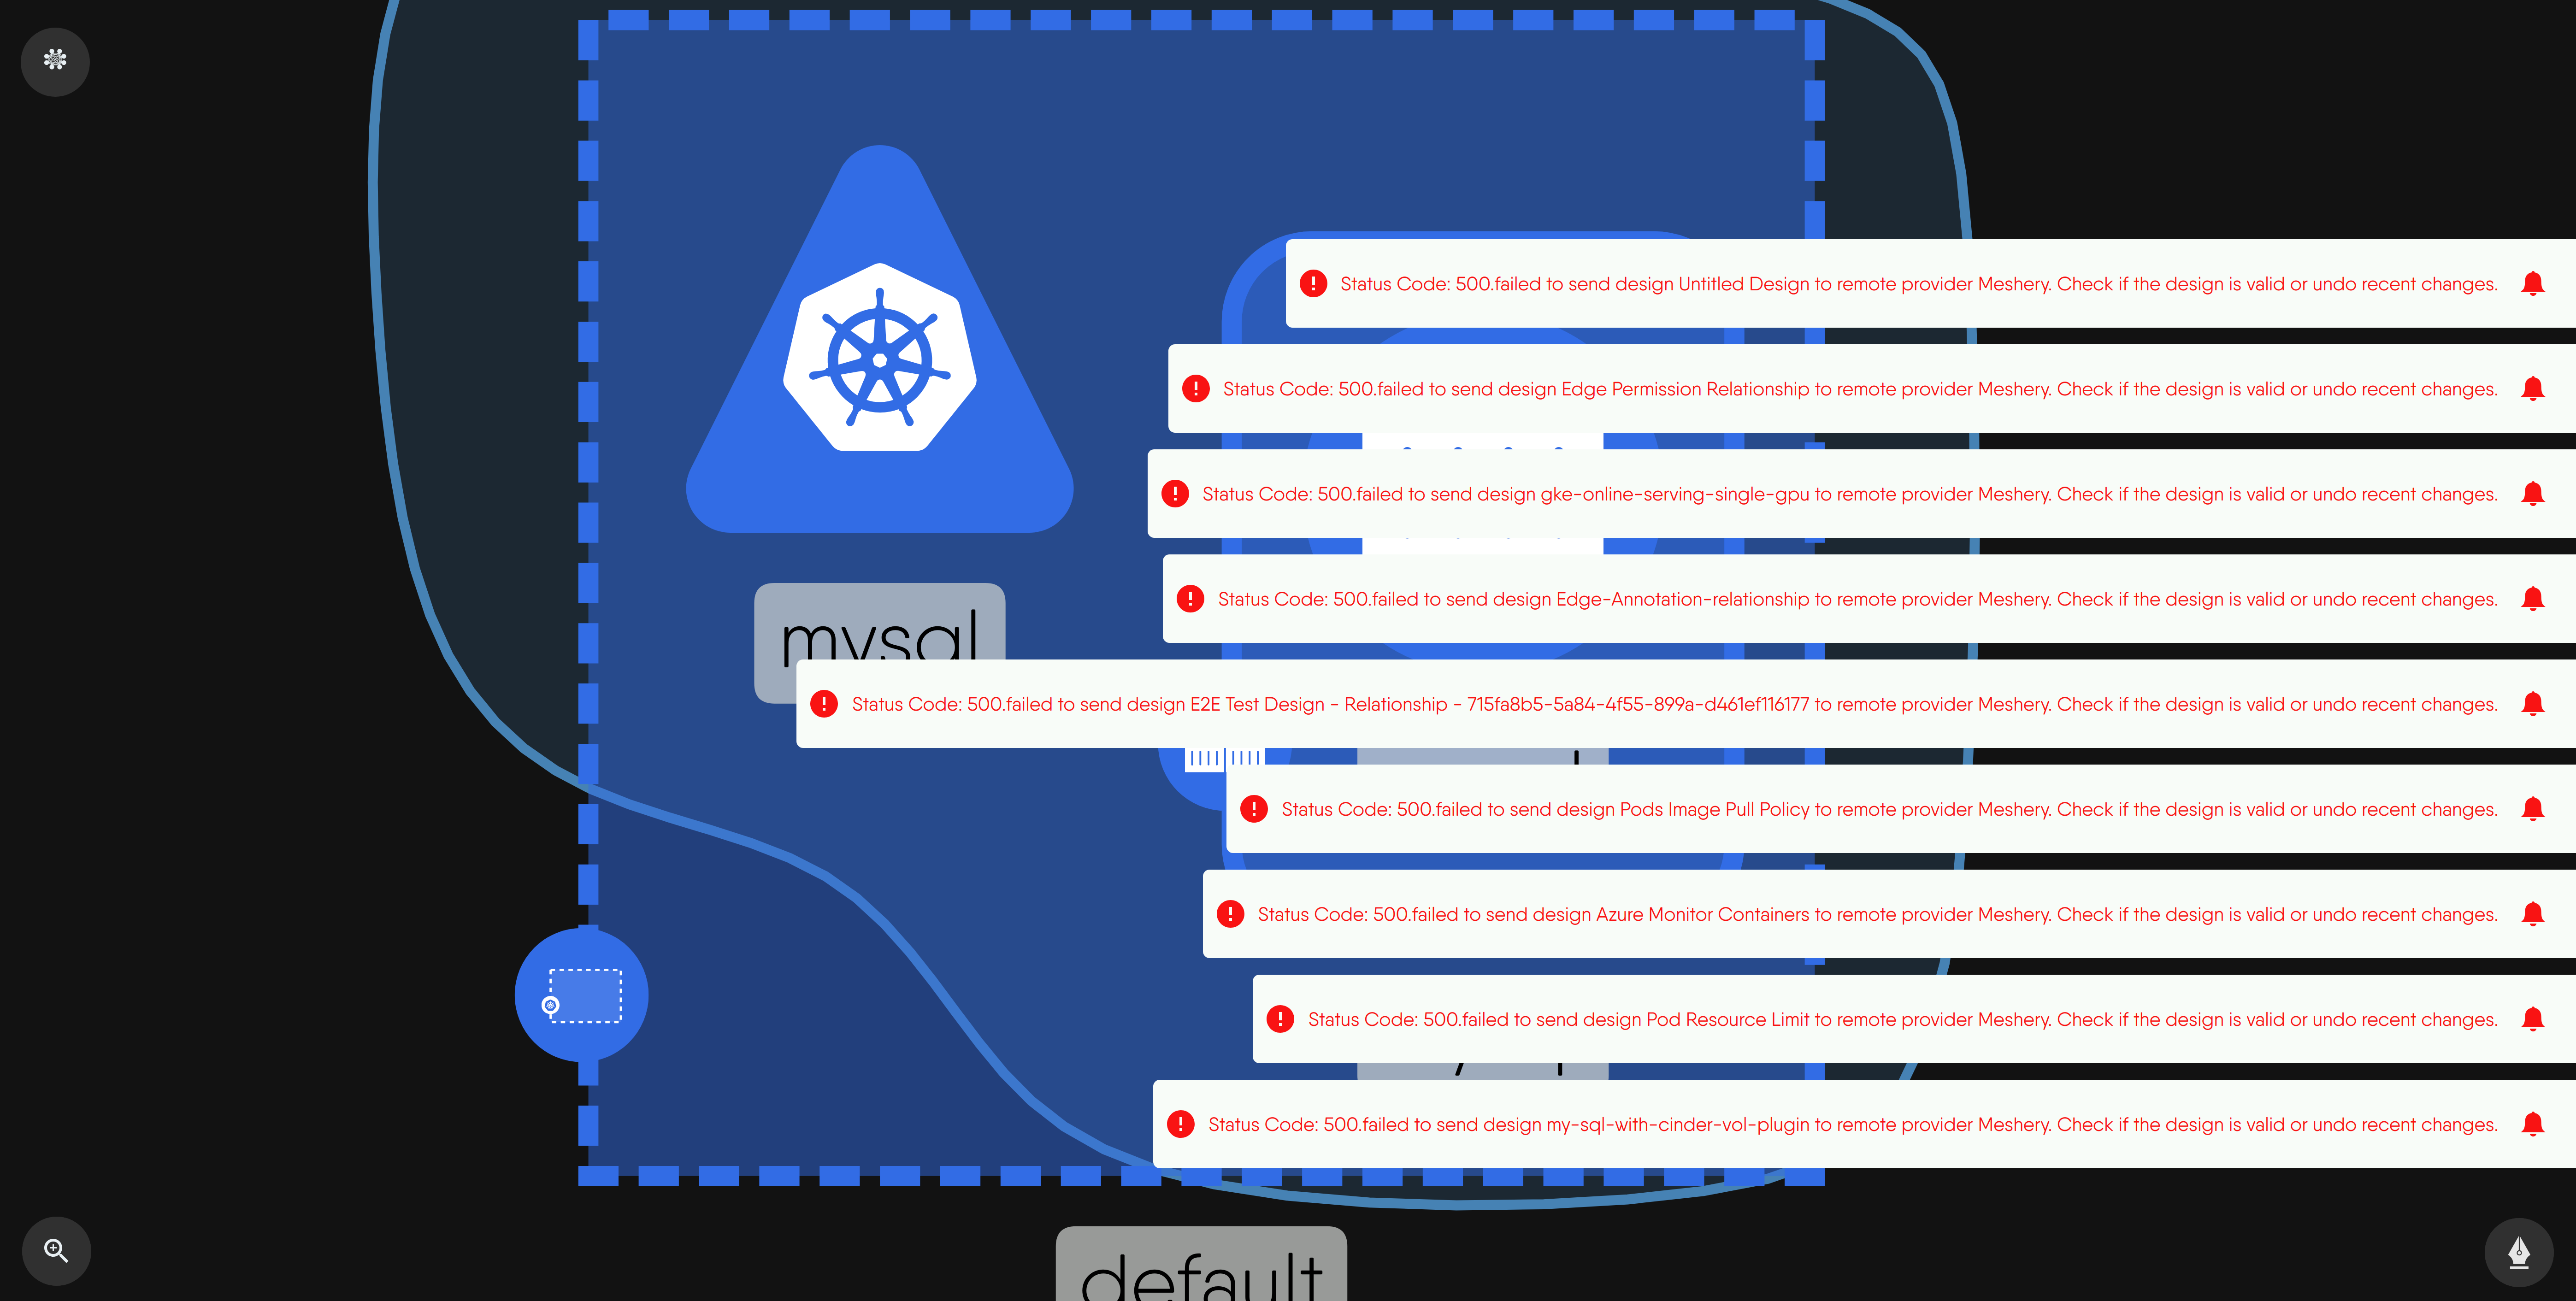 Status Code: 500.failed to send design Untitled Design to remote provider Meshery. Check if the design is valid or undo recent changes.
Status Code: 500.failed to send design Edge Permission Relationship to remote provider Meshery. Check if the design is valid or undo recent changes.
Status Code: 500.failed to send design gke-online-serving-single-gpu to remote provider Meshery. Check if the design is valid or undo recent changes.
Status Code: 500.failed to send design Edge-Annotation-relationship to remote provider Meshery. Check if the design is valid or undo recent changes.
mysql
Status Code: 500.failed to send design E2E Test Design - Relationship - 715fa8b5-5a84-4f55-899a-d461ef116177 to remote provider Meshery. Check if the design is valid or undo recent changes.
Status Code: 500.failed to send design Pods Image Pull Policy to remote provider Meshery. Check if the design is valid or undo recent changes.
Status Code: 500.failed to send design Azure Monitor Containers to remote provider Meshery. Check if the design is valid or undo recent changes.
Status Code: 500.failed to send design Pod Resource Limit to remote provider Meshery. Check if the design is valid or undo recent changes.
Status Code: 500.failed to send design my-sql-with-cinder-vol-plugin to remote provider Meshery. Check if the design is valid or undo recent changes.
default